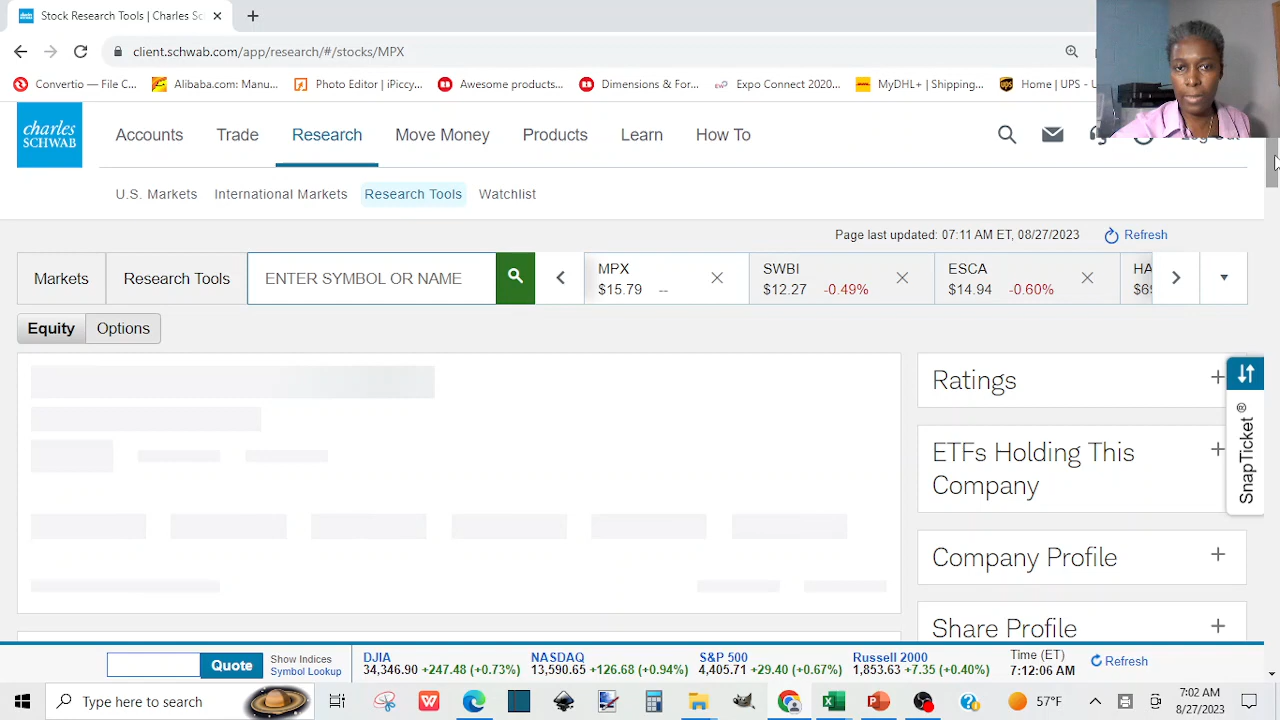 Stock Research Tools | Charles Sc
client.schwab.com/app/research/#/stocks/MPX
Convertio — File C...
Alibaba.com: Manu...
Photo Editor | iPiccy...
Awesome products...
Dimensions & For...
Expo Connect 2020...
MyDHL+ | Shipping...
Home | UPS - U
charles
SCHWAB
Accounts
Trade
Research
Move Money
Products
Learn
How To
Log Out
U.S. Markets
International Markets
Research Tools
Watchlist
Page last updated: 07:11 AM ET, 08/27/2023
Refresh
Markets
Research Tools
ENTER SYMBOL OR NAME
MPX
$15.79 --
SWBI
$12.27 -0.49%
ESCA
$14.94 -0.60%
HA
Equity
Options
Ratings
ETFs Holding This
Company
Company Profile
Share Profile
SnapTicket ®
Quote
Show Indices
Symbol Lookup
DJIA
34,346.90 +247.48 (+0.73%)
NASDAQ
13,590.65 +126.68 (+0.94%)
S&P 500
4,405.71 +29.40 (+0.67%)
Russell 2000
1,853.63 +7.35 (+0.40%)
Time (ET)
7:12:06 AM
Refresh
Type here to search
57°F
7:02 AM
8/27/2023